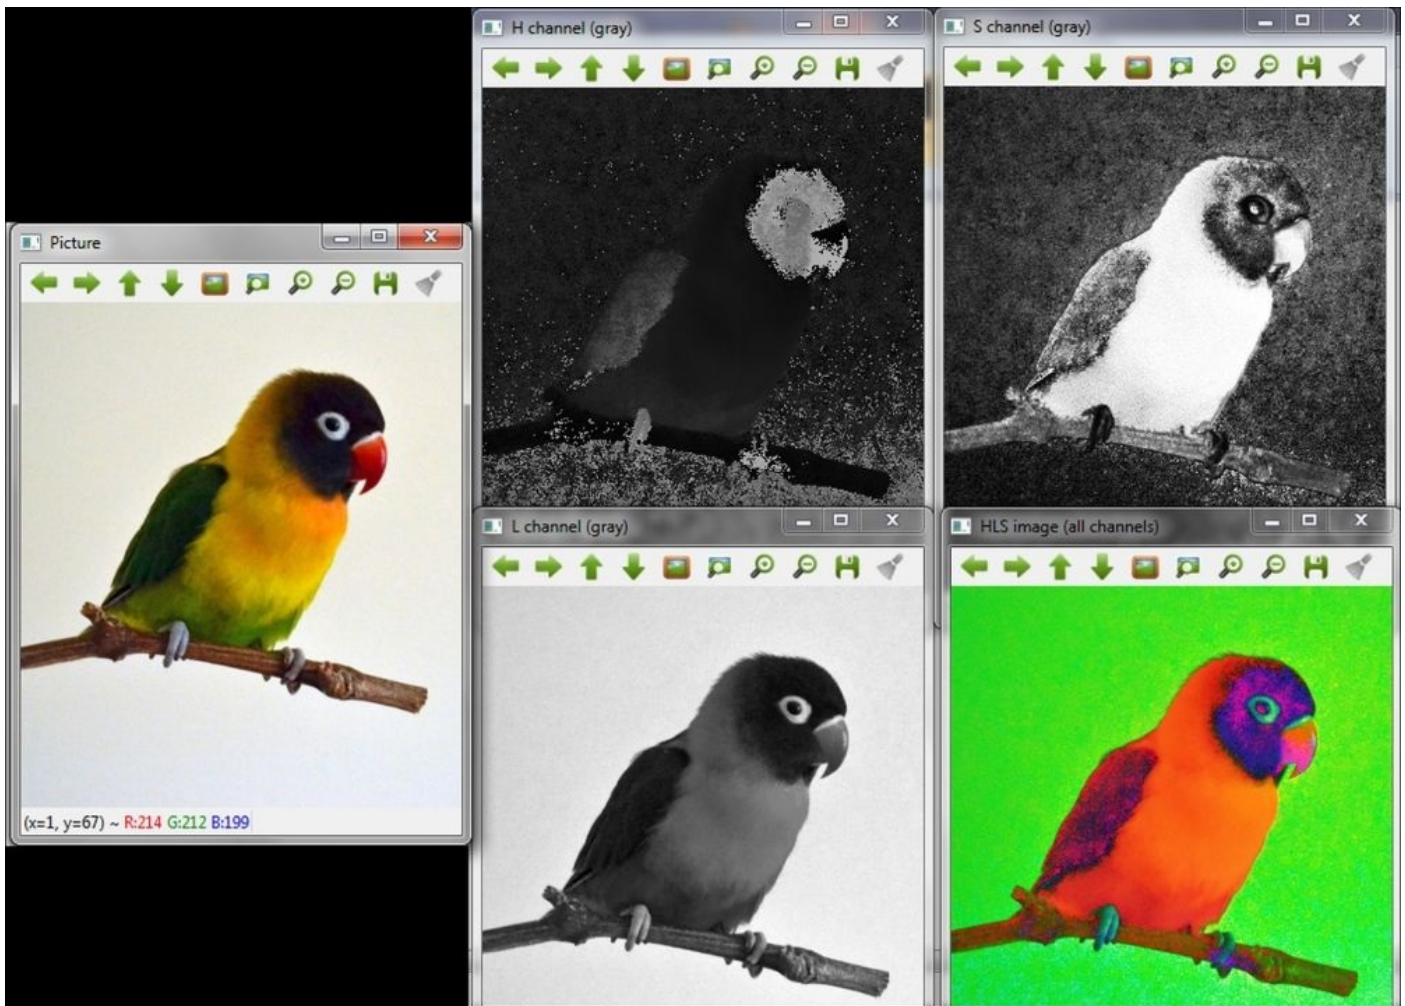 H channel (gray)
S channel (gray)
Picture
(x=1, y=67) ~ R:214 G:212 B:199
L channel (gray)
HLS image (all channels)